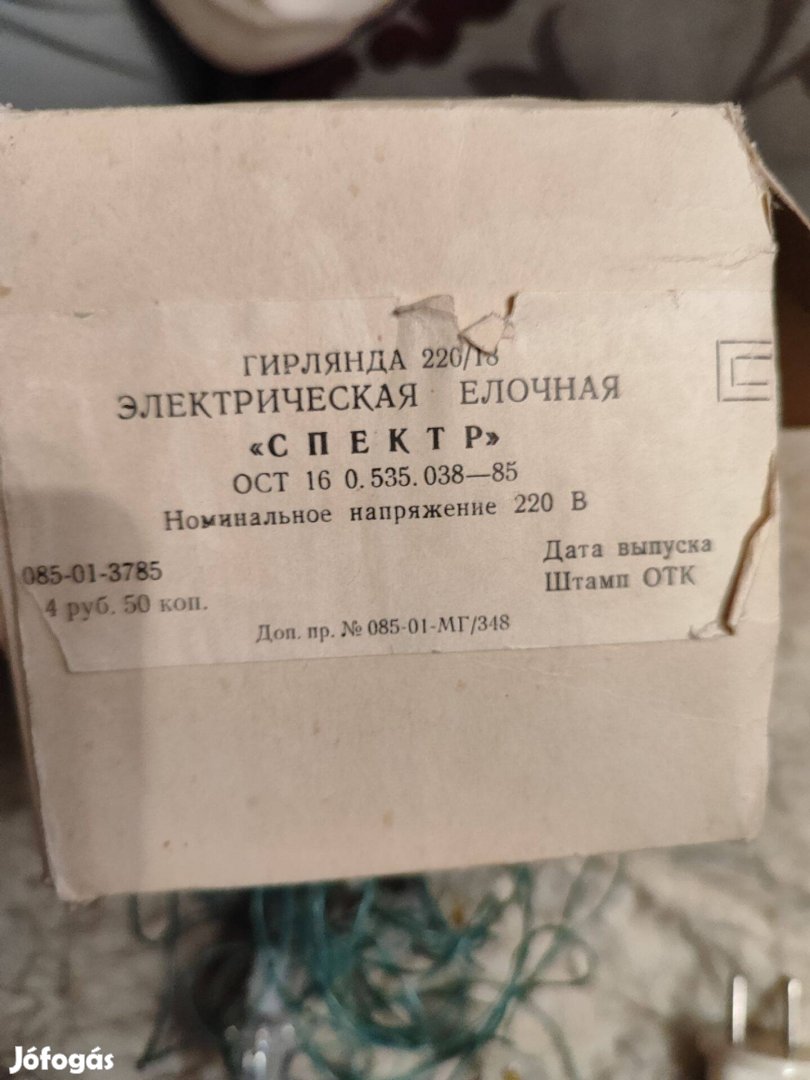 ГИРЛЯНДА 220/18
ЭЛЕКТРИЧЕСКАЯ ЕЛОЧНАЯ
«СПЕКТР»
ОСТ 16 0.535.038—85
Номинальное напряжение 220 В
085-01-3785
4 руб. 50 коп.
Дата выпуска
Штамп ОТК
Доп. пр. № 085-01-МГ/348
Jófogás